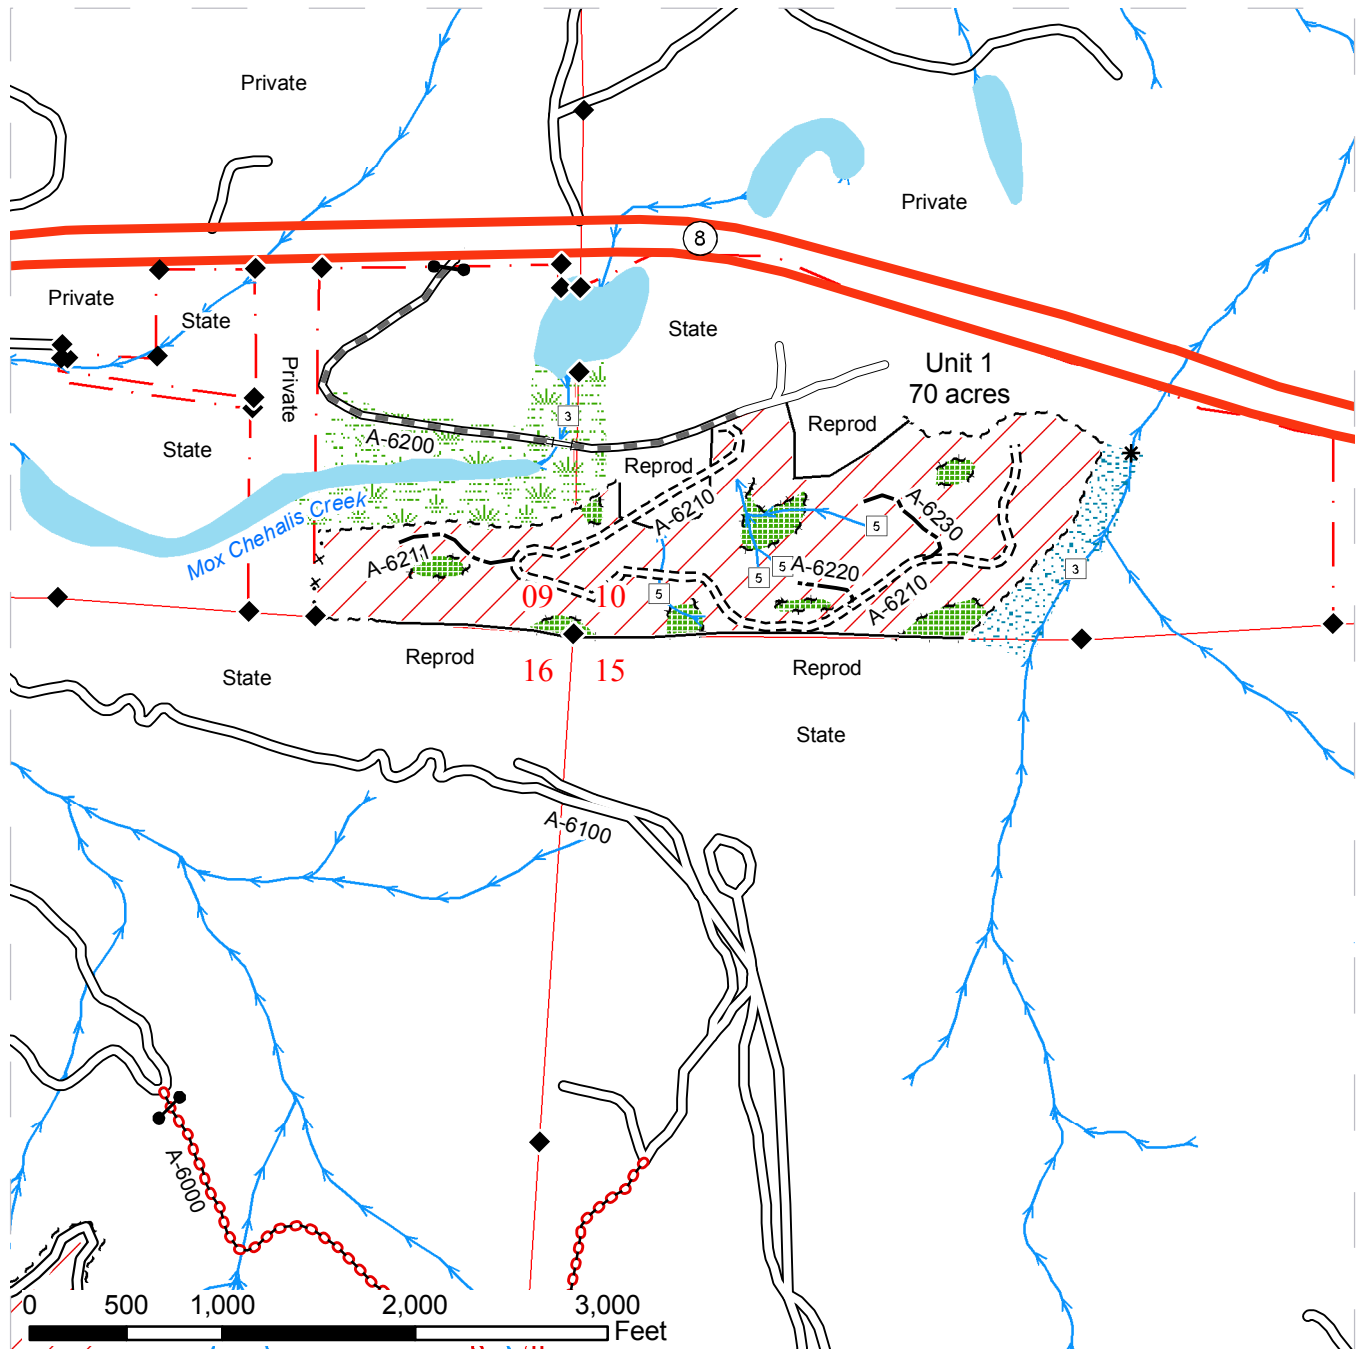 Private
Private
8
Private
State
State
Private
Unit 1
70 acres
3
Reprod
A-6200
State
Reprod
Mox Chehalis Creek
A-6210
A-6230
5
A-6211
5
A-6220
5
3
5
09
10
A-6210
16
15
Reprod
Reprod
State
State
A-6100
A-6000
0 500 1,000 2,000 3,000
Feet